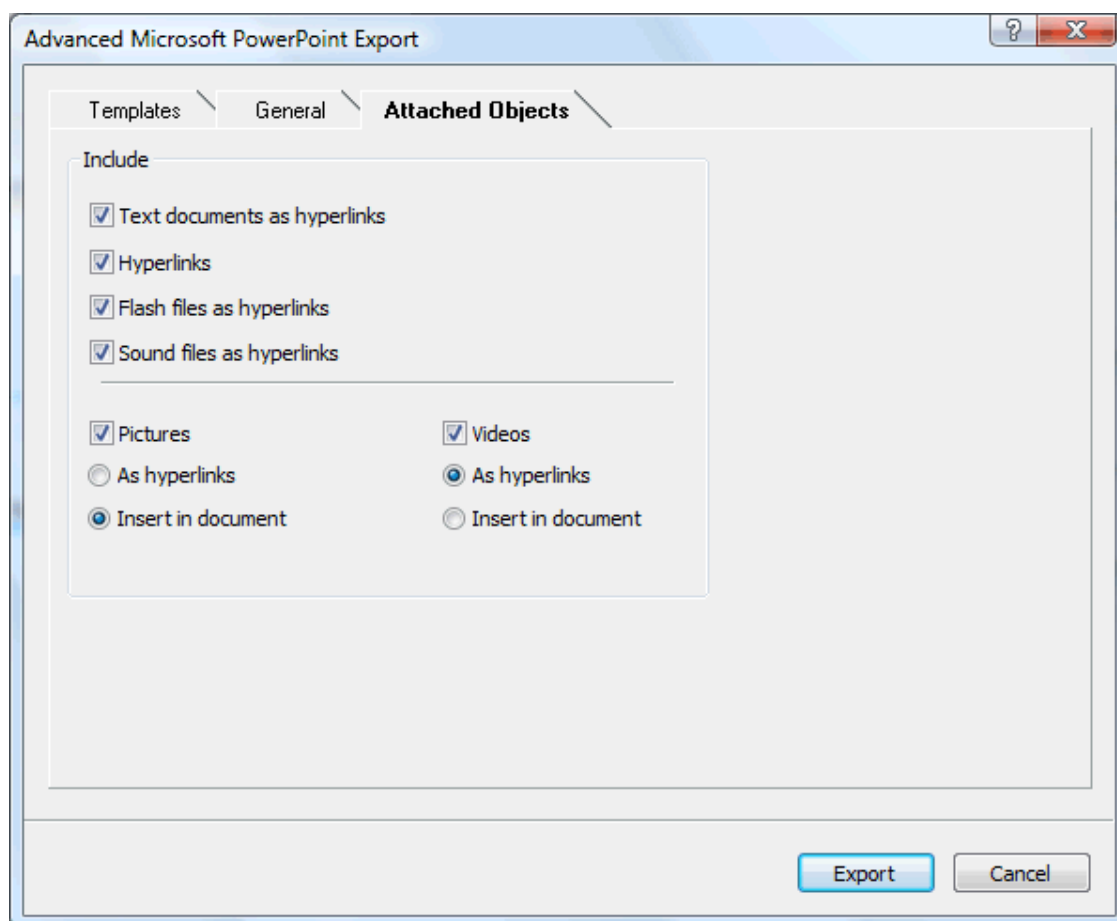 Advanced Microsoft PowerPoint Export
?
X
Templates General Attached Objects
Include
Text documents as hyperlinks
Hyperlinks
Flash files as hyperlinks
Sound files as hyperlinks
Pictures Videos
As hyperlinks As hyperlinks
Insert in document Insert in document
Export Cancel